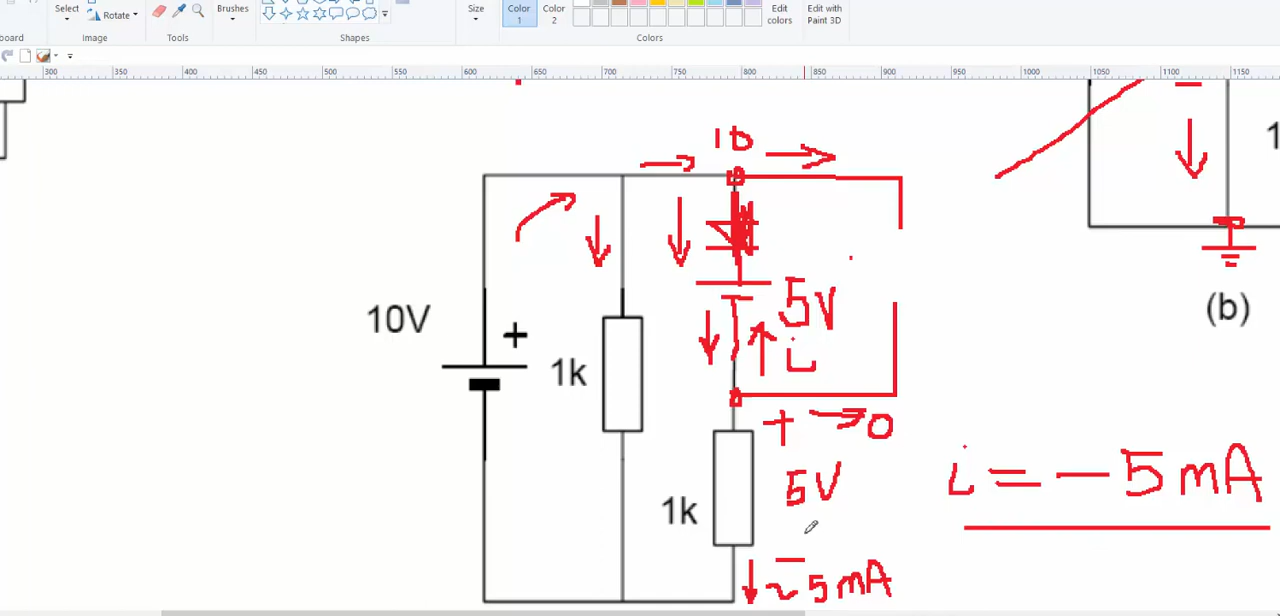 Select
Rotate
Brushes
Size
Color
1
Color
2
Edit
colors
Edit with
Paint 3D
oard
Image
Tools
Shapes
Colors
300
350
400
450
500
550
600
650
700
750
800
850
900
950
1000
1050
1100
1150
10
10V
+
1k
5V
i
+ → 0
5V
1k
−
~5mA
i = -5mA
1
(b)